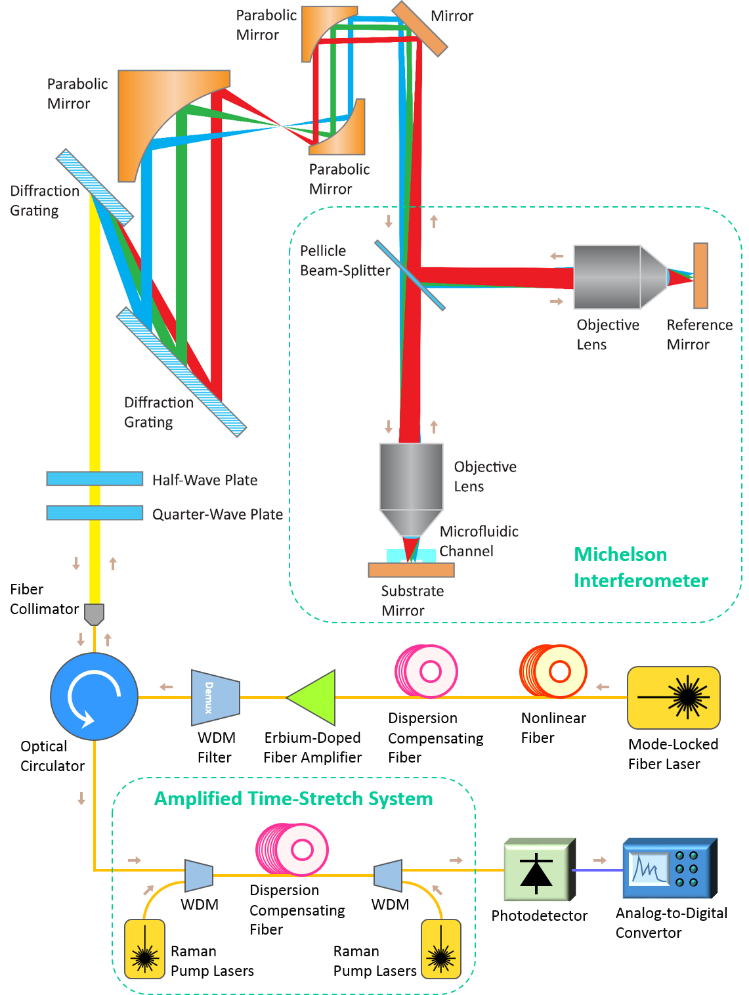 Parabolic
Mirror
Mirror
Parabolic
Mirror
Parabolic
Mirror
Diffraction
Grating
Pellicle
Beam-Splitter
Objective
Lens
Reference
Mirror
Diffraction
Grating
Half-Wave Plate
Quarter-Wave Plate
Objective
Lens
Microfluidic
Channel
Substrate
Mirror
Michelson
Interferometer
Fiber
Collimator
Optical
Circulator
Demux
WDM
Filter
Erbium-Doped
Fiber Amplifier
Dispersion
Compensating
Fiber
Nonlinear
Fiber
Mode-Locked
Fiber Laser
Amplified Time-Stretch System
WDM
Dispersion
Compensating
Fiber
WDM
Raman
Pump Lasers
Raman
Pump Lasers
Photodetector
Analog-to-Digital
Convertor